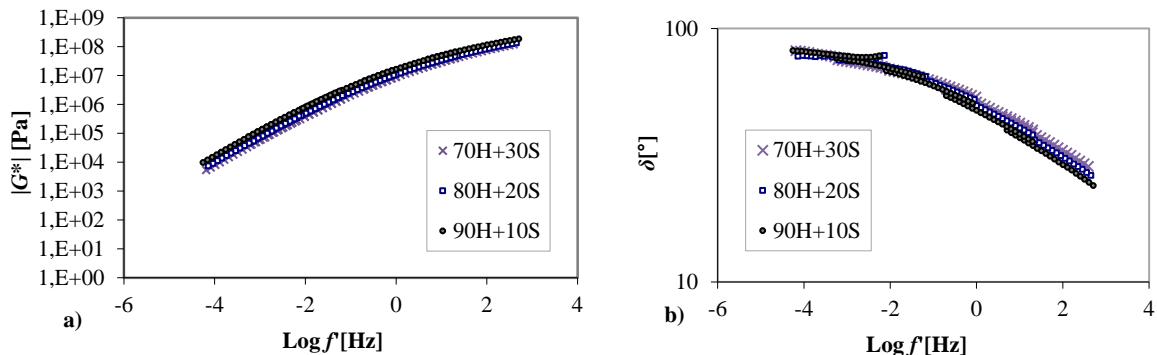 1,E+09
1,E+08
1,E+07
1,E+06
1,E+05
1,E+04
1,E+03
1,E+02
1,E+01
1,E+00
|G*| [Pa]
70H+30S
80H+20S
90H+10S
-6 -4 -2 0 2 4
a)
Log f'[Hz]
100
10
δ[°]
70H+30S
80H+20S
90H+10S
-6 -4 -2 0 2 4
b)
Log f'[Hz]